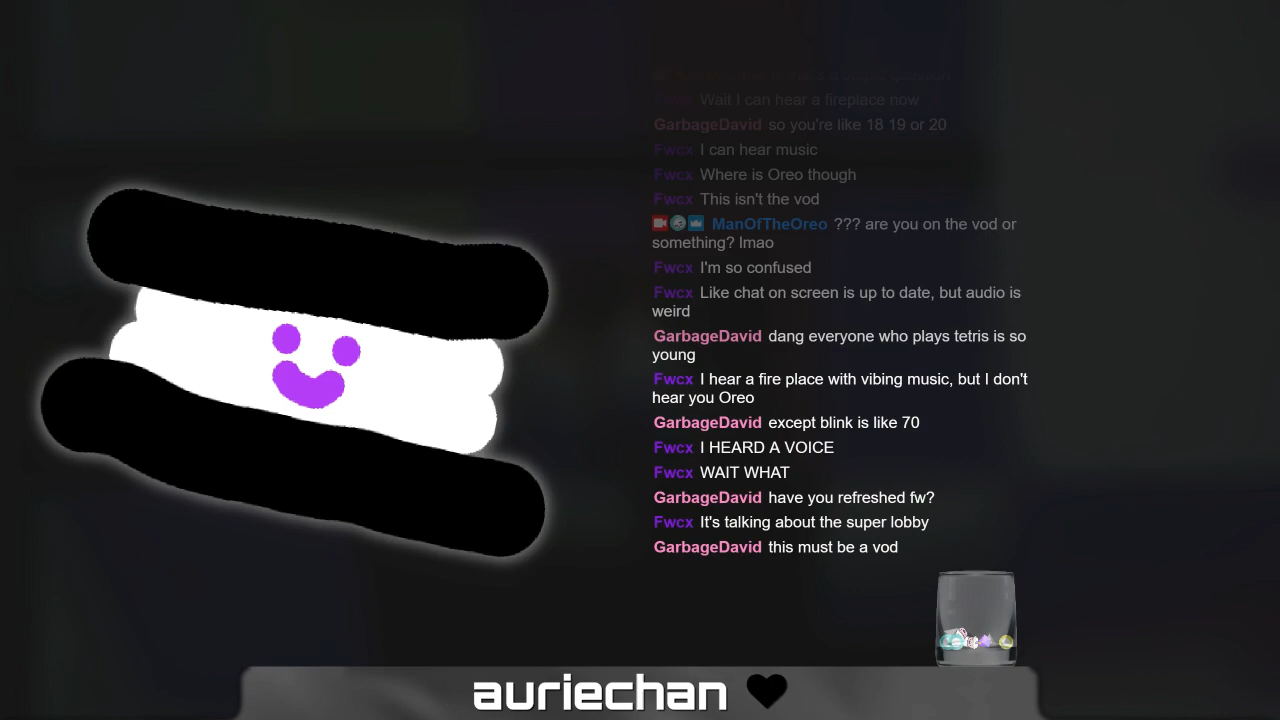 Fwcx Wait I can hear a fireplace now
GarbageDavid so you're like 18 19 or 20
Fwcx I can hear music
Fwcx Where is Oreo though
Fwcx This isn't the vod
ManOfTheOreo ??? are you on the vod or
something? lmao
Fwcx I'm so confused
Fwcx Like chat on screen is up to date, but audio is
weird
GarbageDavid dang everyone who plays tetris is so
young
Fwcx I hear a fire place with vibing music, but I don't
hear you Oreo
GarbageDavid except blink is like 70
Fwcx I HEARD A VOICE
Fwcx WAIT WHAT
GarbageDavid have you refreshed fw?
Fwcx It's talking about the super lobby
GarbageDavid this must be a vod
auriechan